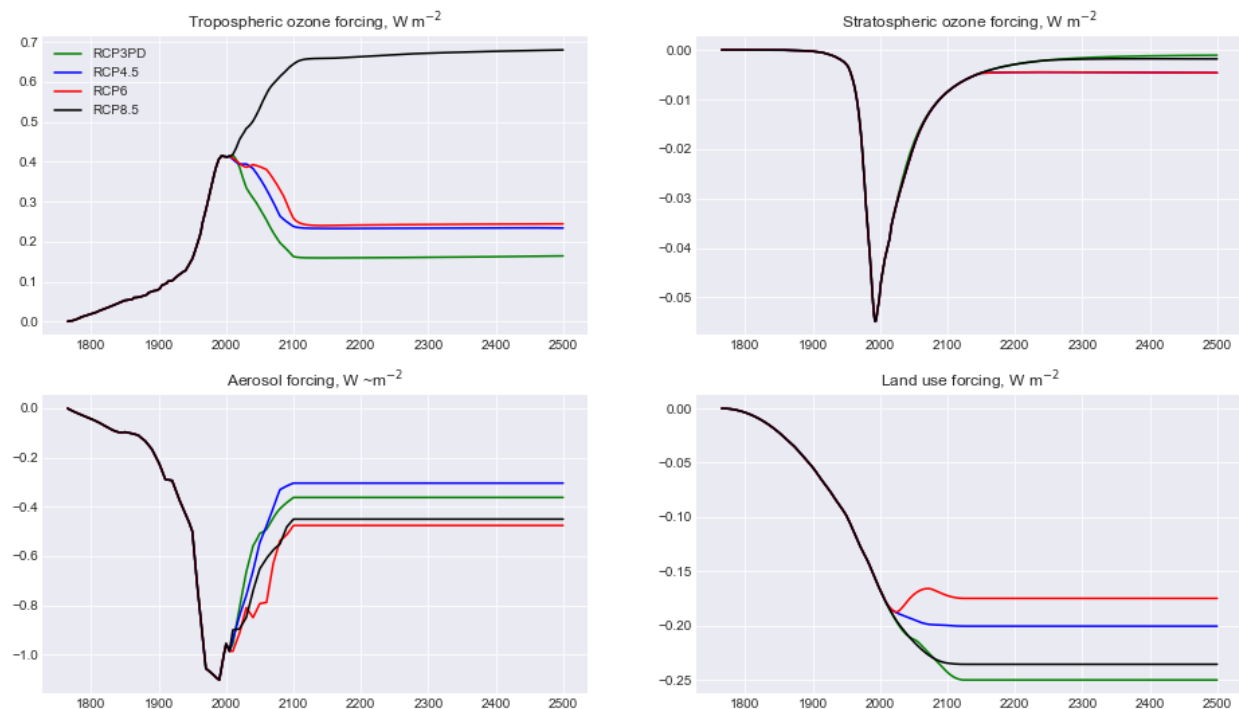 Tropospheric ozone forcing, W m⁻²
0.7
0.6
0.5
0.4
0.3
0.2
0.1
0.0
RCP3PD
RCP4.5
RCP6
RCP8.5
1800 1900 2000 2100 2200 2300 2400 2500
Stratospheric ozone forcing, W m⁻²
0.00
−0.01
−0.02
−0.03
−0.04
−0.05
1800 1900 2000 2100 2200 2300 2400 2500
Aerosol forcing, W ~m⁻²
0.0
−0.2
−0.4
−0.6
−0.8
−1.0
1800 1900 2000 2100 2200 2300 2400 2500
Land use forcing, W m⁻²
0.00
−0.05
−0.10
−0.15
−0.20
−0.25
1800 1900 2000 2100 2200 2300 2400 2500